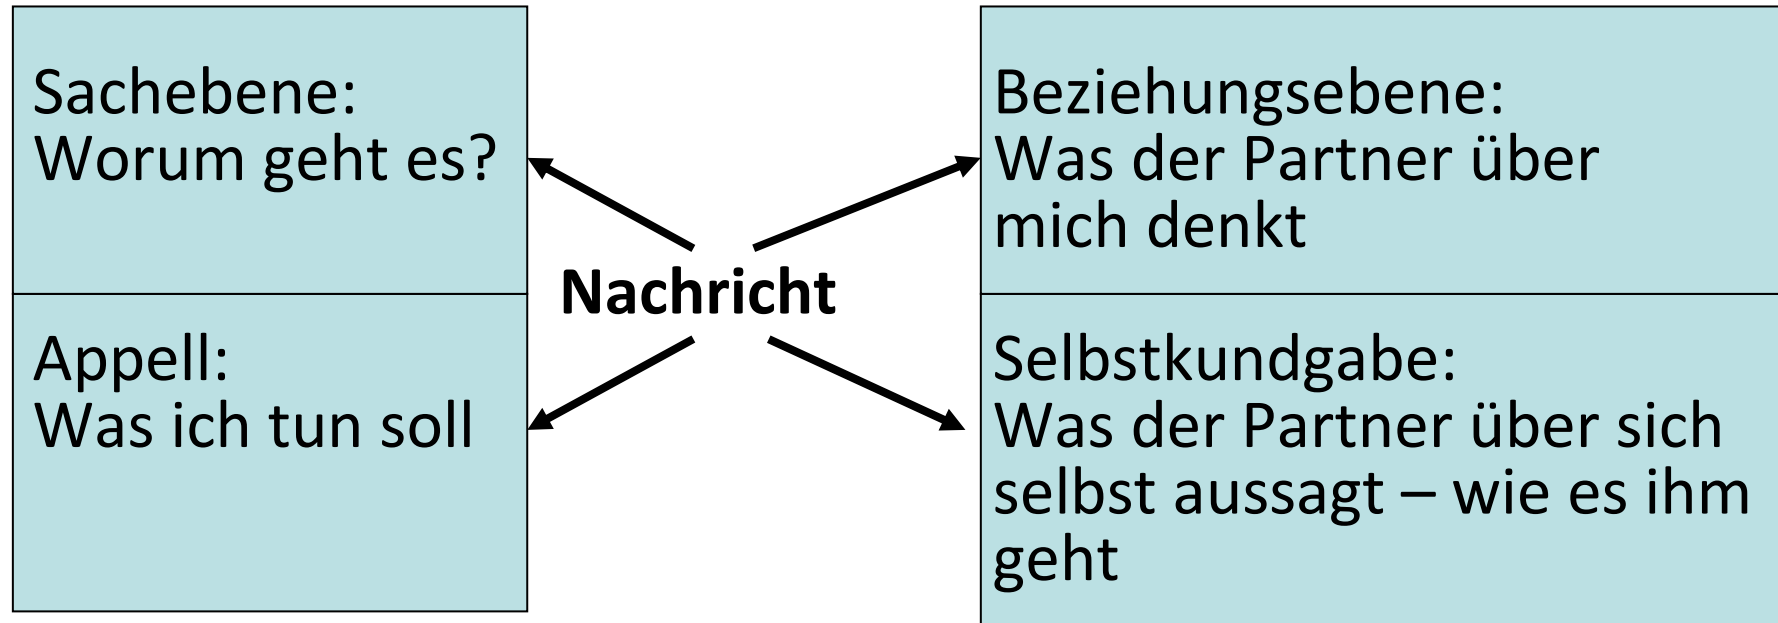 Sachebene:
Worum geht es?
Beziehungsebene:
Was der Partner über
mich denkt
Nachricht
Appell:
Was ich tun soll
Selbstkundgabe:
Was der Partner über sich
selbst aussagt – wie es ihm
geht